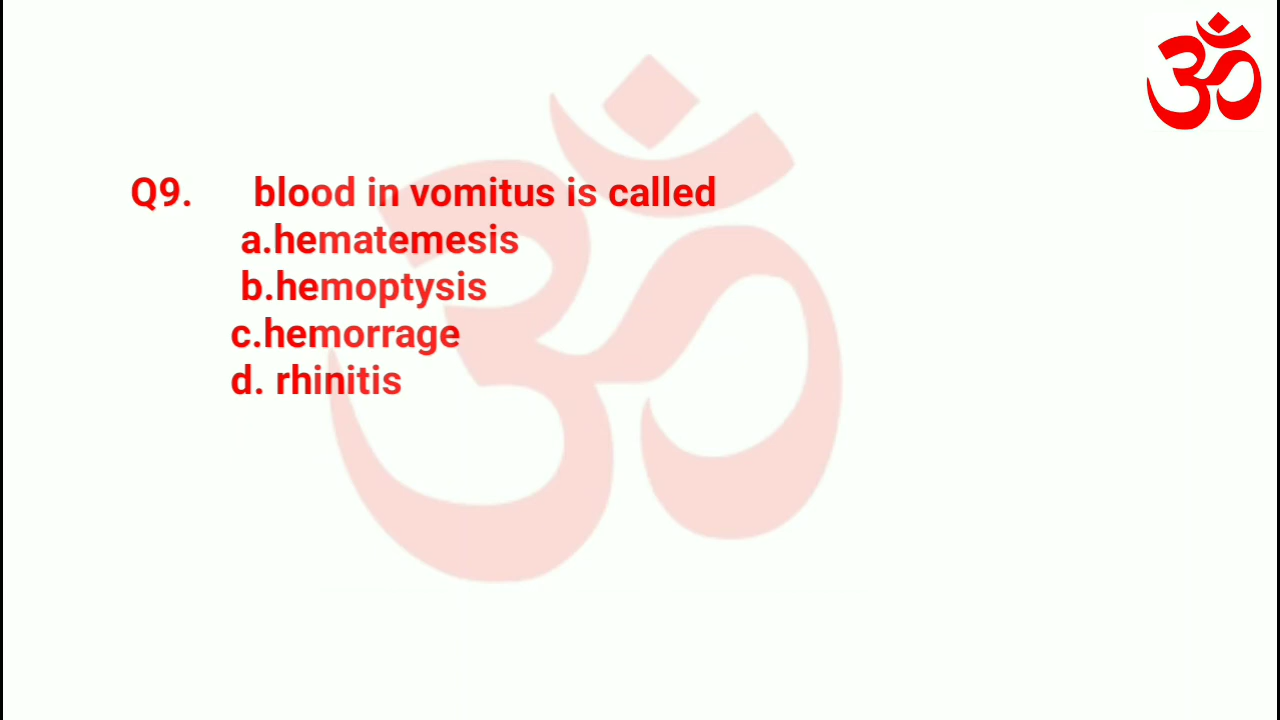 ॐ
Q9. blood in vomitus is called
a.hematemesis
b.hemoptysis
c.hemorrage
d. rhinitis